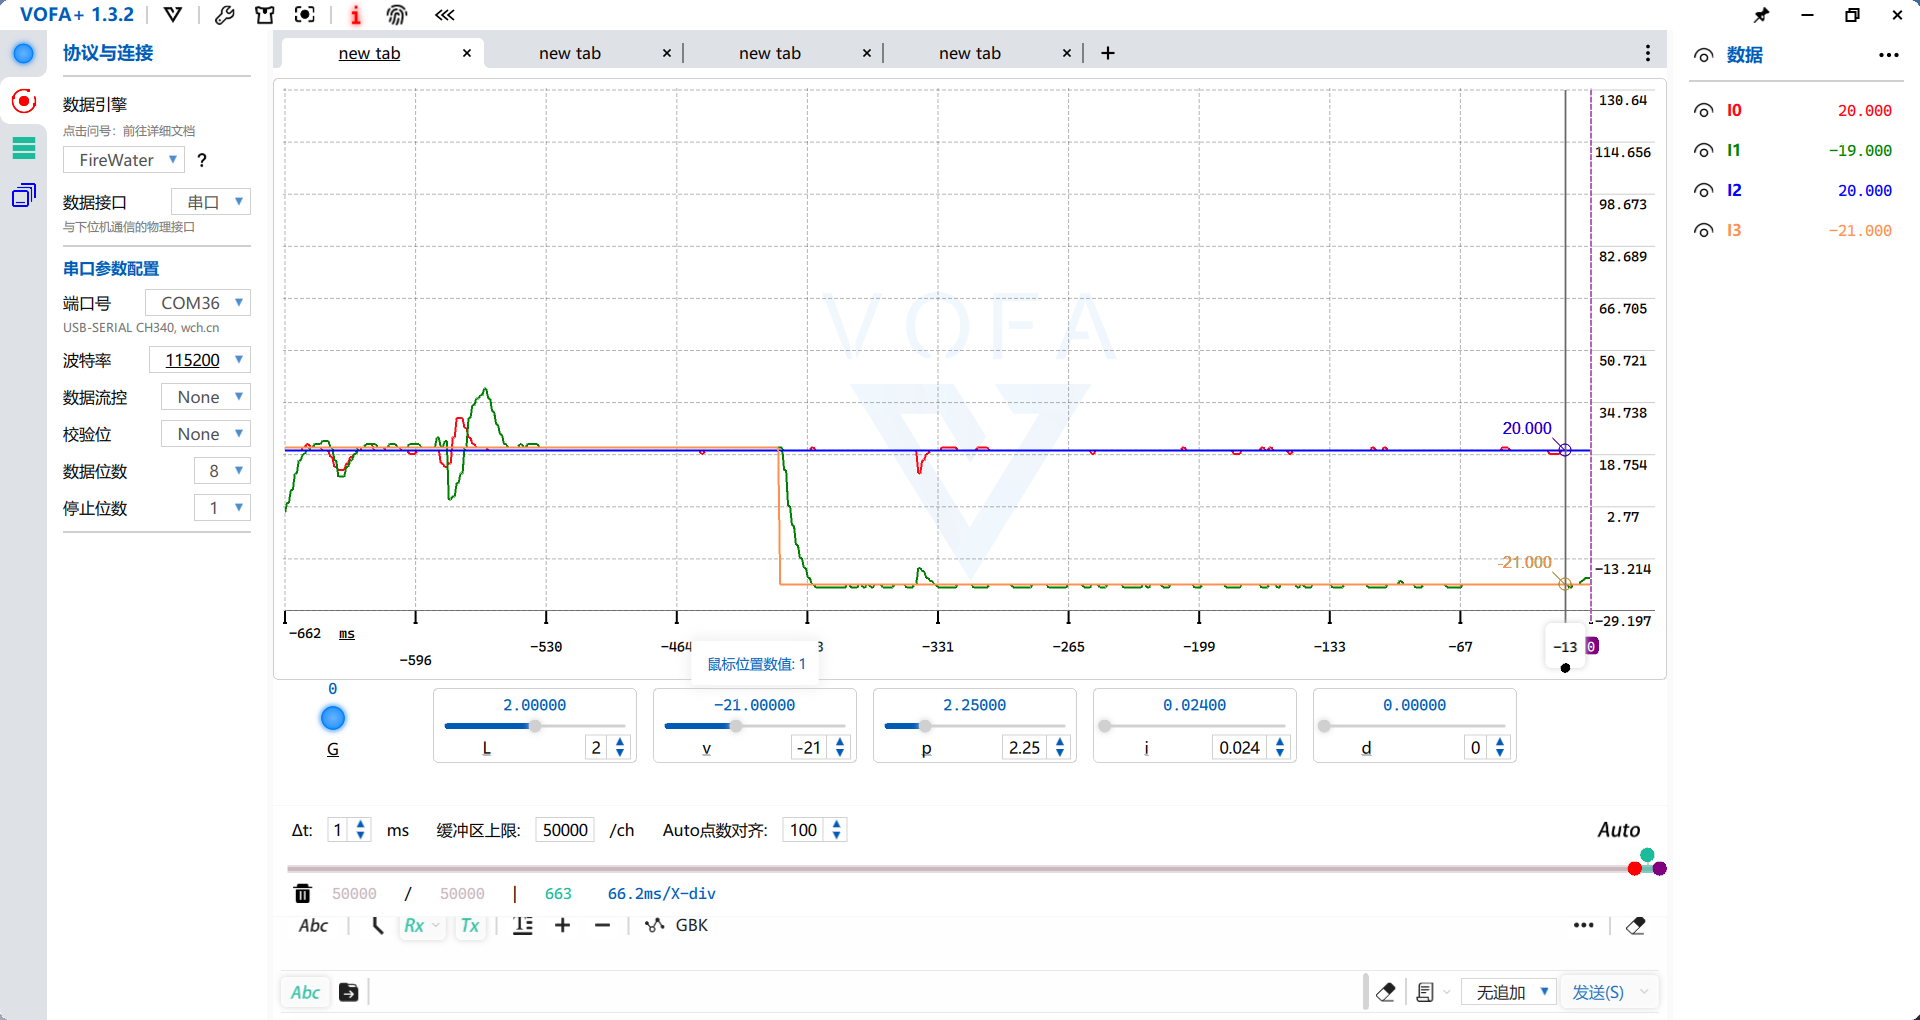 VOFA+ 1.3.2
协议与连接
数据引擎
点击问号：前往详细文档
FireWater ?
数据接口 串口
与下位机通信的物理接口
串口参数配置
端口号 COM36
USB-SERIAL CH340, wch.cn
波特率 115200
数据流控 None
校验位 None
数据位数 8
停止位数 1
new tab × new tab × new tab × new tab × +
VOFA
130.64
114.656
98.673
82.689
66.705
50.721
34.738
18.754
2.77
-13.214
-29.197
20.000
-21.000
-662 ms
-596
-530
-464
3
-331
-265
-199
-133
-67
-13
0
鼠标位置数值: 1
0
G
2.00000
L 2
-21.00000
v -21
2.25000
p 2.25
0.02400
i 0.024
0.00000
d 0
Δt: 1 ms 缓冲区上限: 50000 /ch Auto点数对齐: 100 Auto
50000 / 50000 | 663 66.2ms/X-div
Abc Rx Tx GBK
Abc 无追加 发送(S)
数据
I0 20.000
I1 -19.000
I2 20.000
I3 -21.000